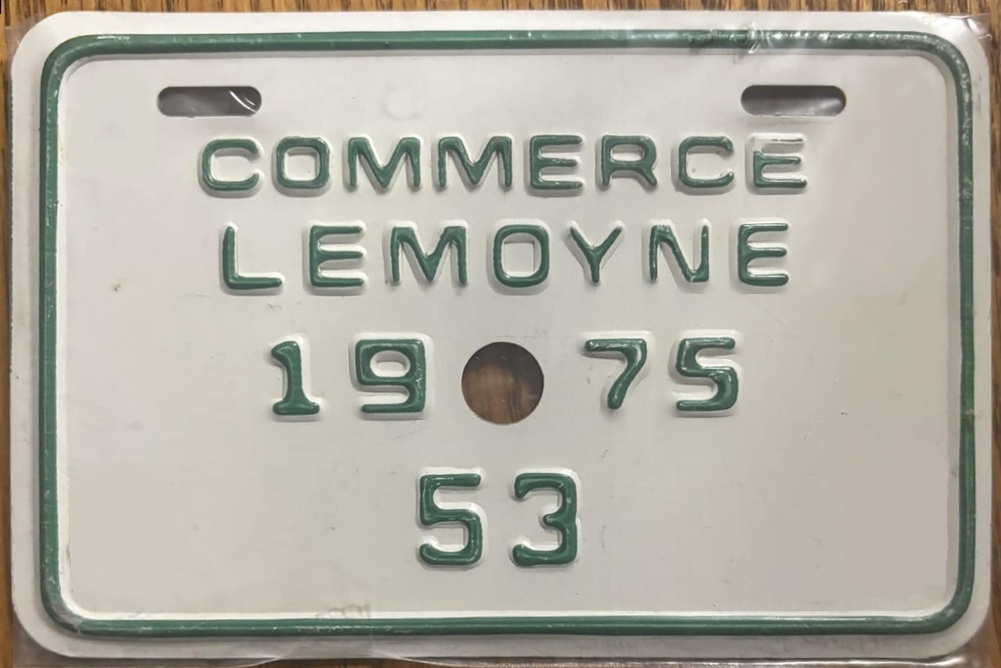 COMMERCE
LEMOYNE
19 75
53